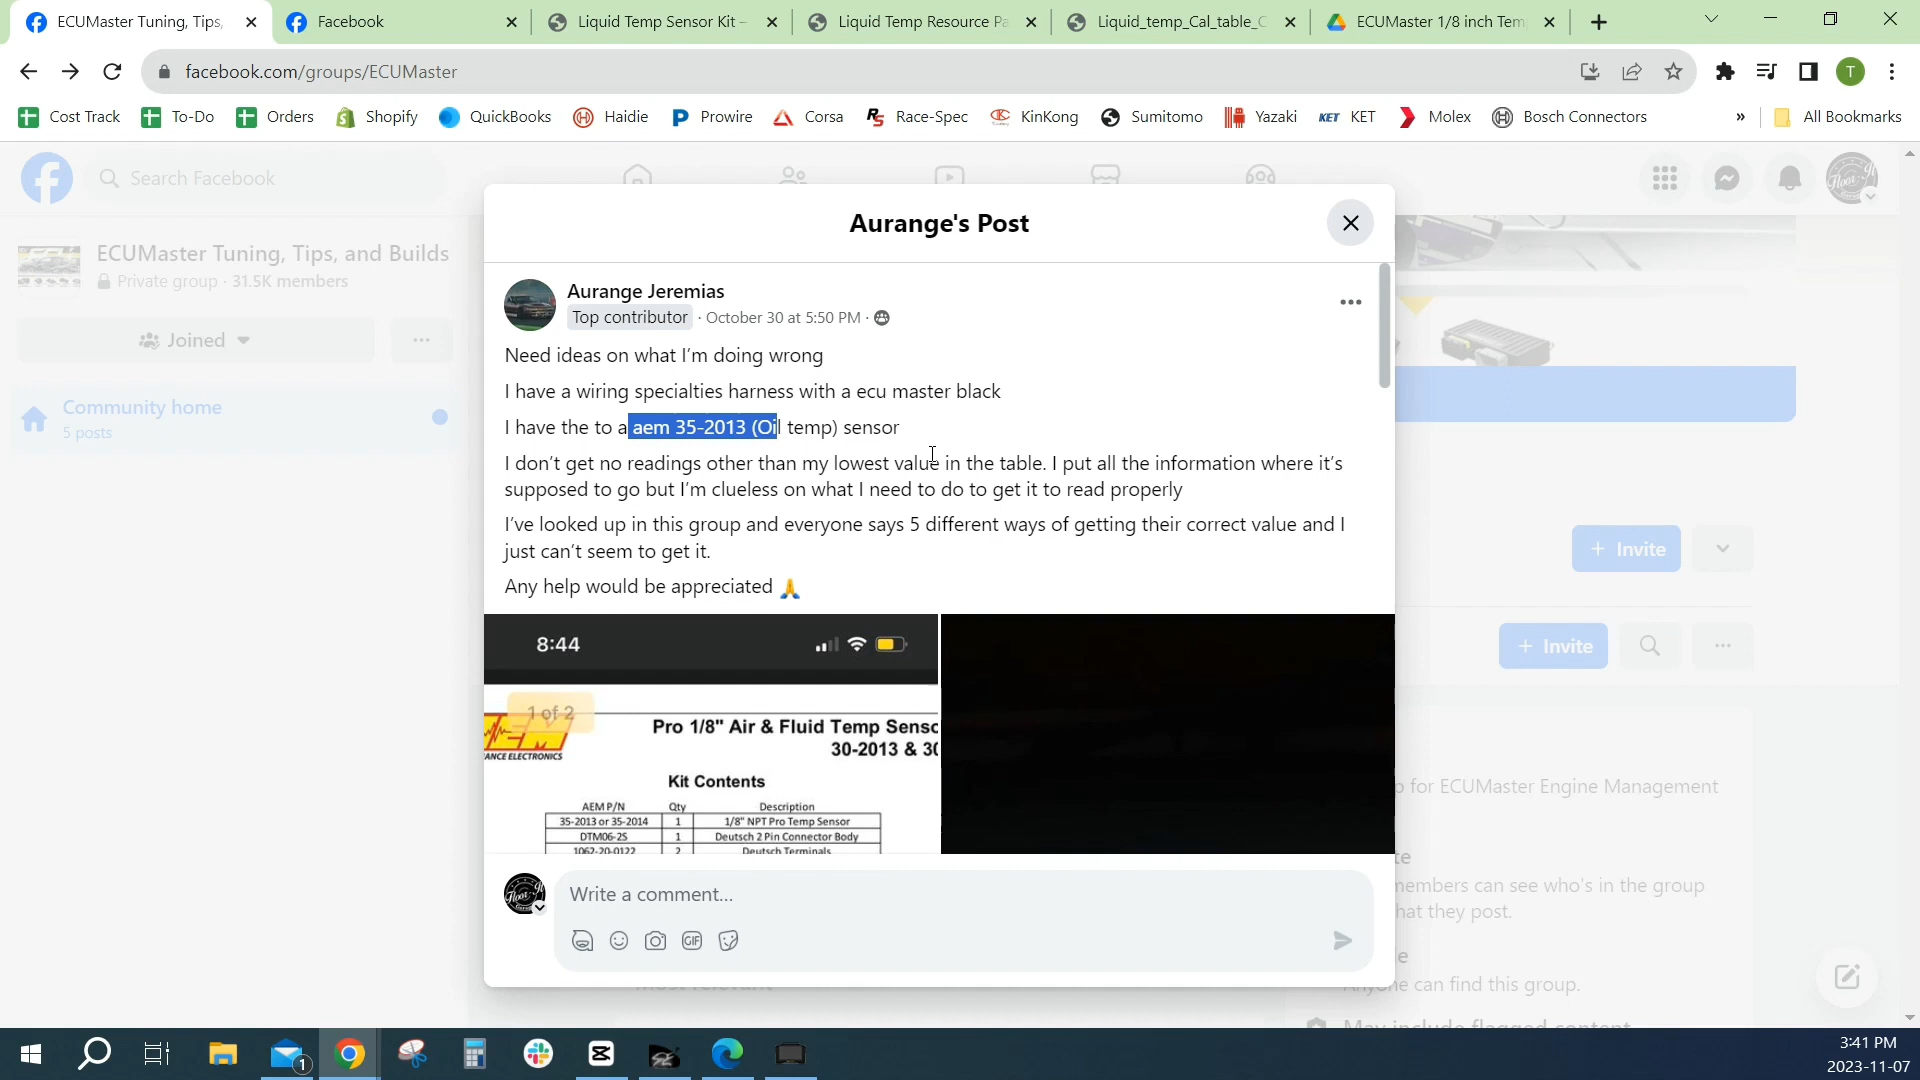 ECUMaster Tuning, Tips,
Facebook
Liquid Temp Sensor Kit –
Liquid Temp Resource Pa
Liquid_temp_Cal_table_C
ECUMaster 1/8 inch Tem
facebook.com/groups/ECUMaster
T
Cost Track
To-Do
Orders
Shopify
QuickBooks
Haidie
Prowire
Corsa
Race-Spec
KinKong
Sumitomo
Yazaki
KET KET
Molex
Bosch Connectors
»
All Bookmarks
Search Facebook
ECUMaster Tuning, Tips, and Builds
Private group · 31.5K members
Joined
Community home
5 posts
Aurange's Post
Aurange Jeremias
Top contributor · October 30 at 5:50 PM ·
Need ideas on what I'm doing wrong
I have a wiring specialties harness with a ecu master black
I have the to a aem 35-2013 (Oil temp) sensor
I don't get no readings other than my lowest value in the table. I put all the information where it's
supposed to go but I'm clueless on what I need to do to get it to read properly
I've looked up in this group and everyone says 5 different ways of getting their correct value and I
just can't seem to get it.
Any help would be appreciated 🙏
8:44
1 of 2
ANCE ELECTRONICS
Pro 1/8" Air & Fluid Temp Senso
30-2013 & 30
Kit Contents
AEM P/N Qty Description
35-2013 or 35-2014 1 1/8" NPT Pro Temp Sensor
DTM06-2S 1 Deutsch 2 Pin Connector Body
1062-20-0122 2 Deutsch Terminals
Write a comment…
GIF
+ Invite
+ Invite
p for ECUMaster Engine Management
te
members can see who's in the group
hat they post.
e
Anyone can find this group.
May include flagged content
most relevant
1
3:41 PM
2023-11-07